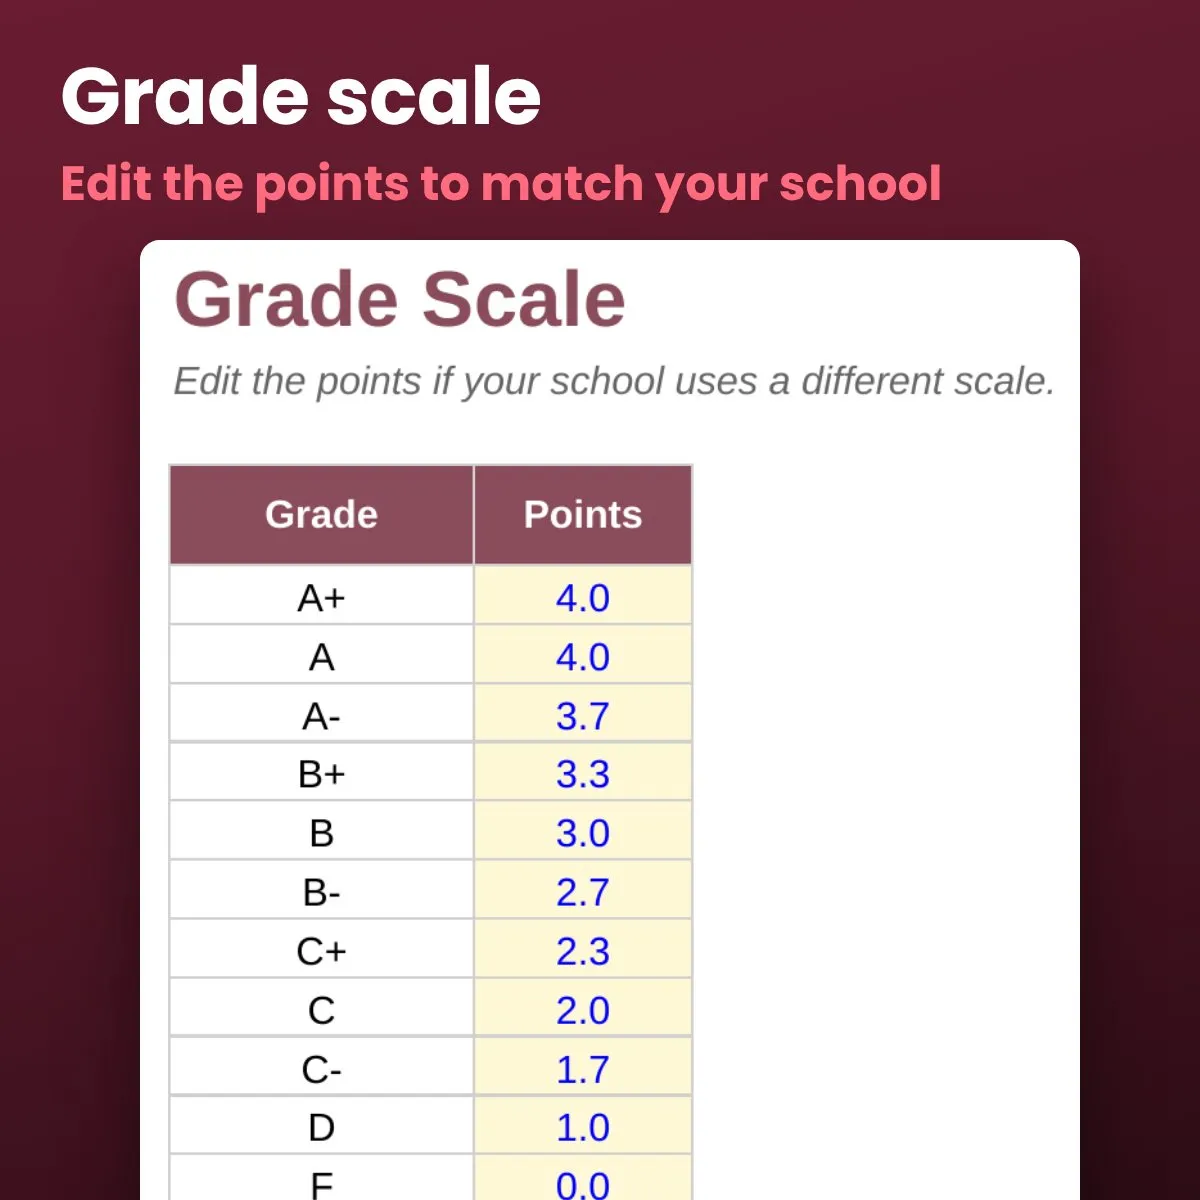 Grade scale
Edit the points to match your school
Grade Scale
Edit the points if your school uses a different scale.
Grade Points
A+ 4.0
A 4.0
A- 3.7
B+ 3.3
B 3.0
B- 2.7
C+ 2.3
C 2.0
C- 1.7
D 1.0
F 0.0